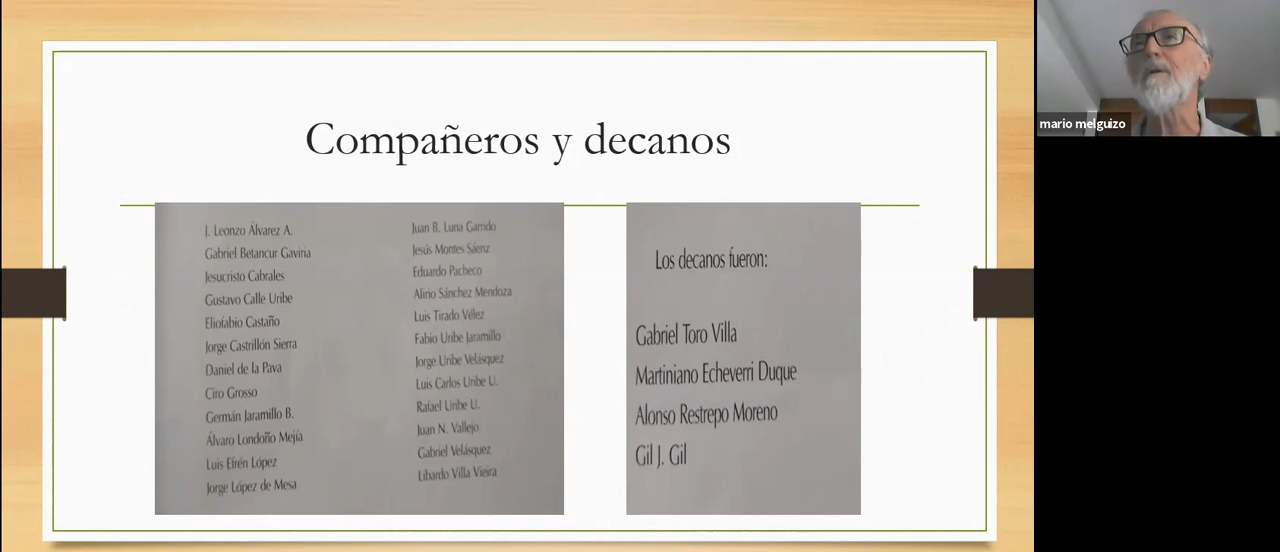 Compañeros y decanos
J. Leonzo Álvarez A.
Gabriel Betancur Gaviria
Jesucristo Cabrales
Gustavo Calle Uribe
Eliofabio Castaño
Jorge Castrillón Sierra
Daniel de la Pava
Ciro Grosso
Germán Jaramillo B.
Álvaro Londoño Mejía
Luis Efrén López
Jorge López de Mesa
Juan B. Luna Garrido
Jesús Montes Sáenz
Eduardo Pacheco
Alirio Sánchez Mendoza
Luis Tirado Vélez
Fabio Uribe Jaramillo
Jorge Uribe Velásquez
Luis Carlos Uribe U.
Rafael Uribe U.
Juan N. Vallejo
Gabriel Velásquez
Libardo Villa Vieira
Los decanos fueron:
Gabriel Toro Villa
Martiniano Echeverri Duque
Alonso Restrepo Moreno
Gil J. Gil
mario melguizo